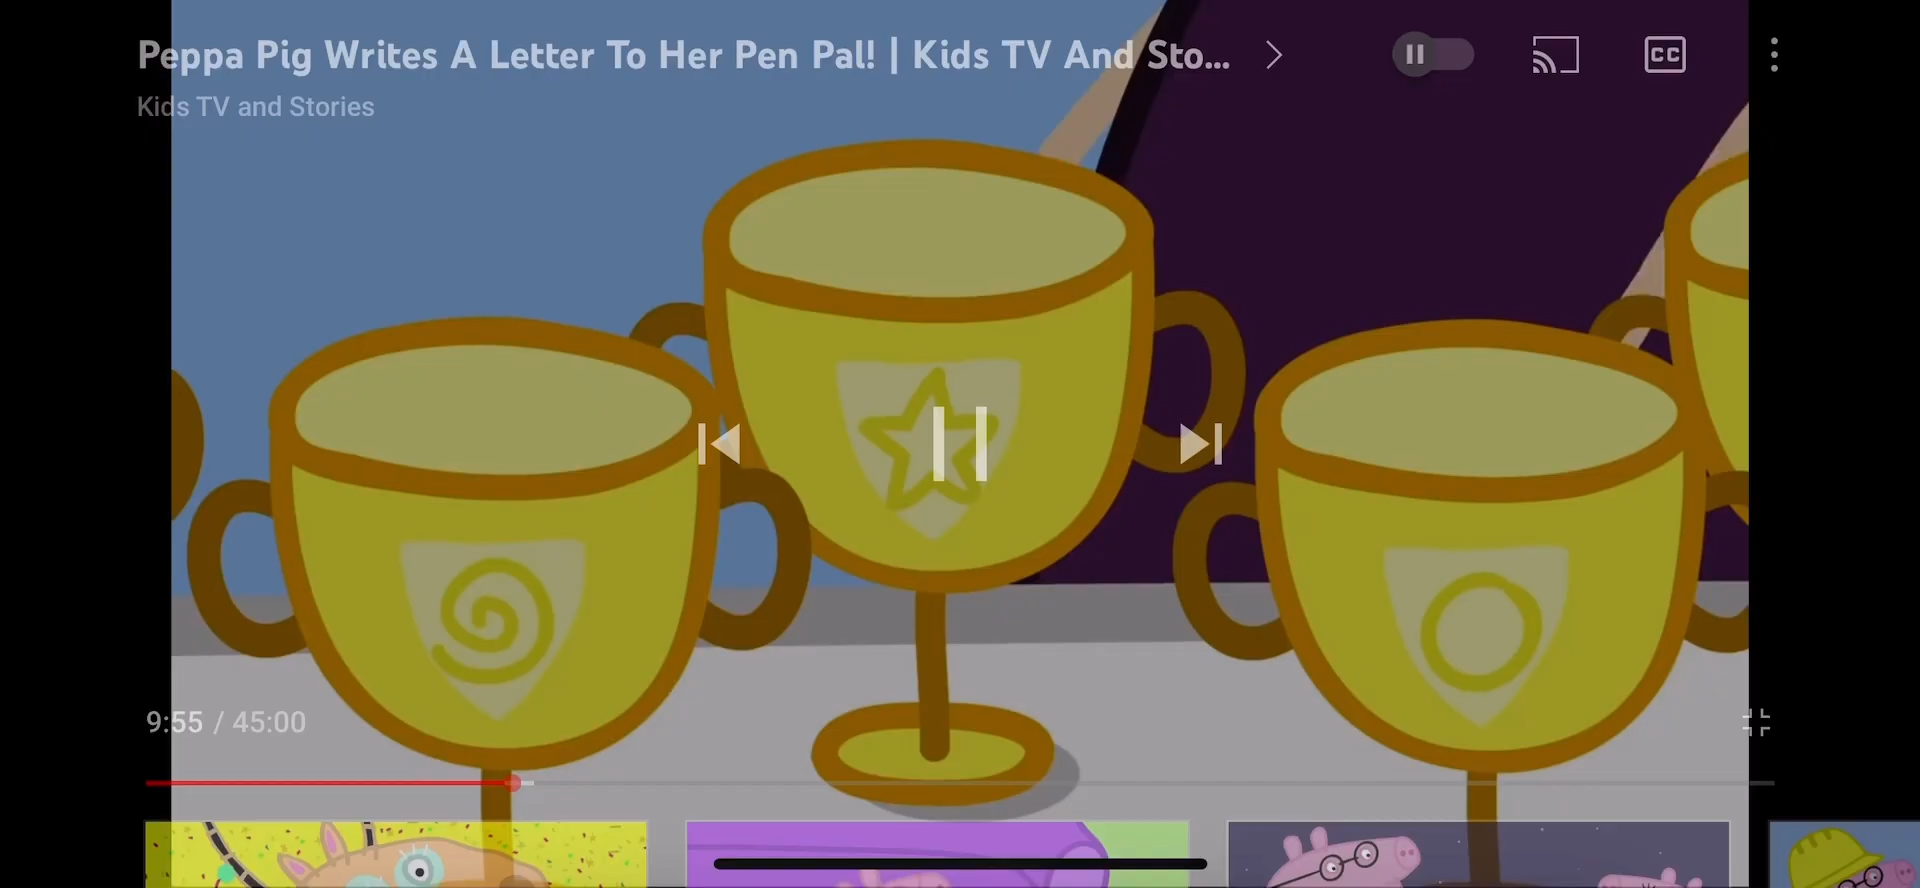 Peppa Pig Writes A Letter To Her Pen Pal! | Kids TV And Sto...
CC
Kids TV and Stories
9:55 / 45:00